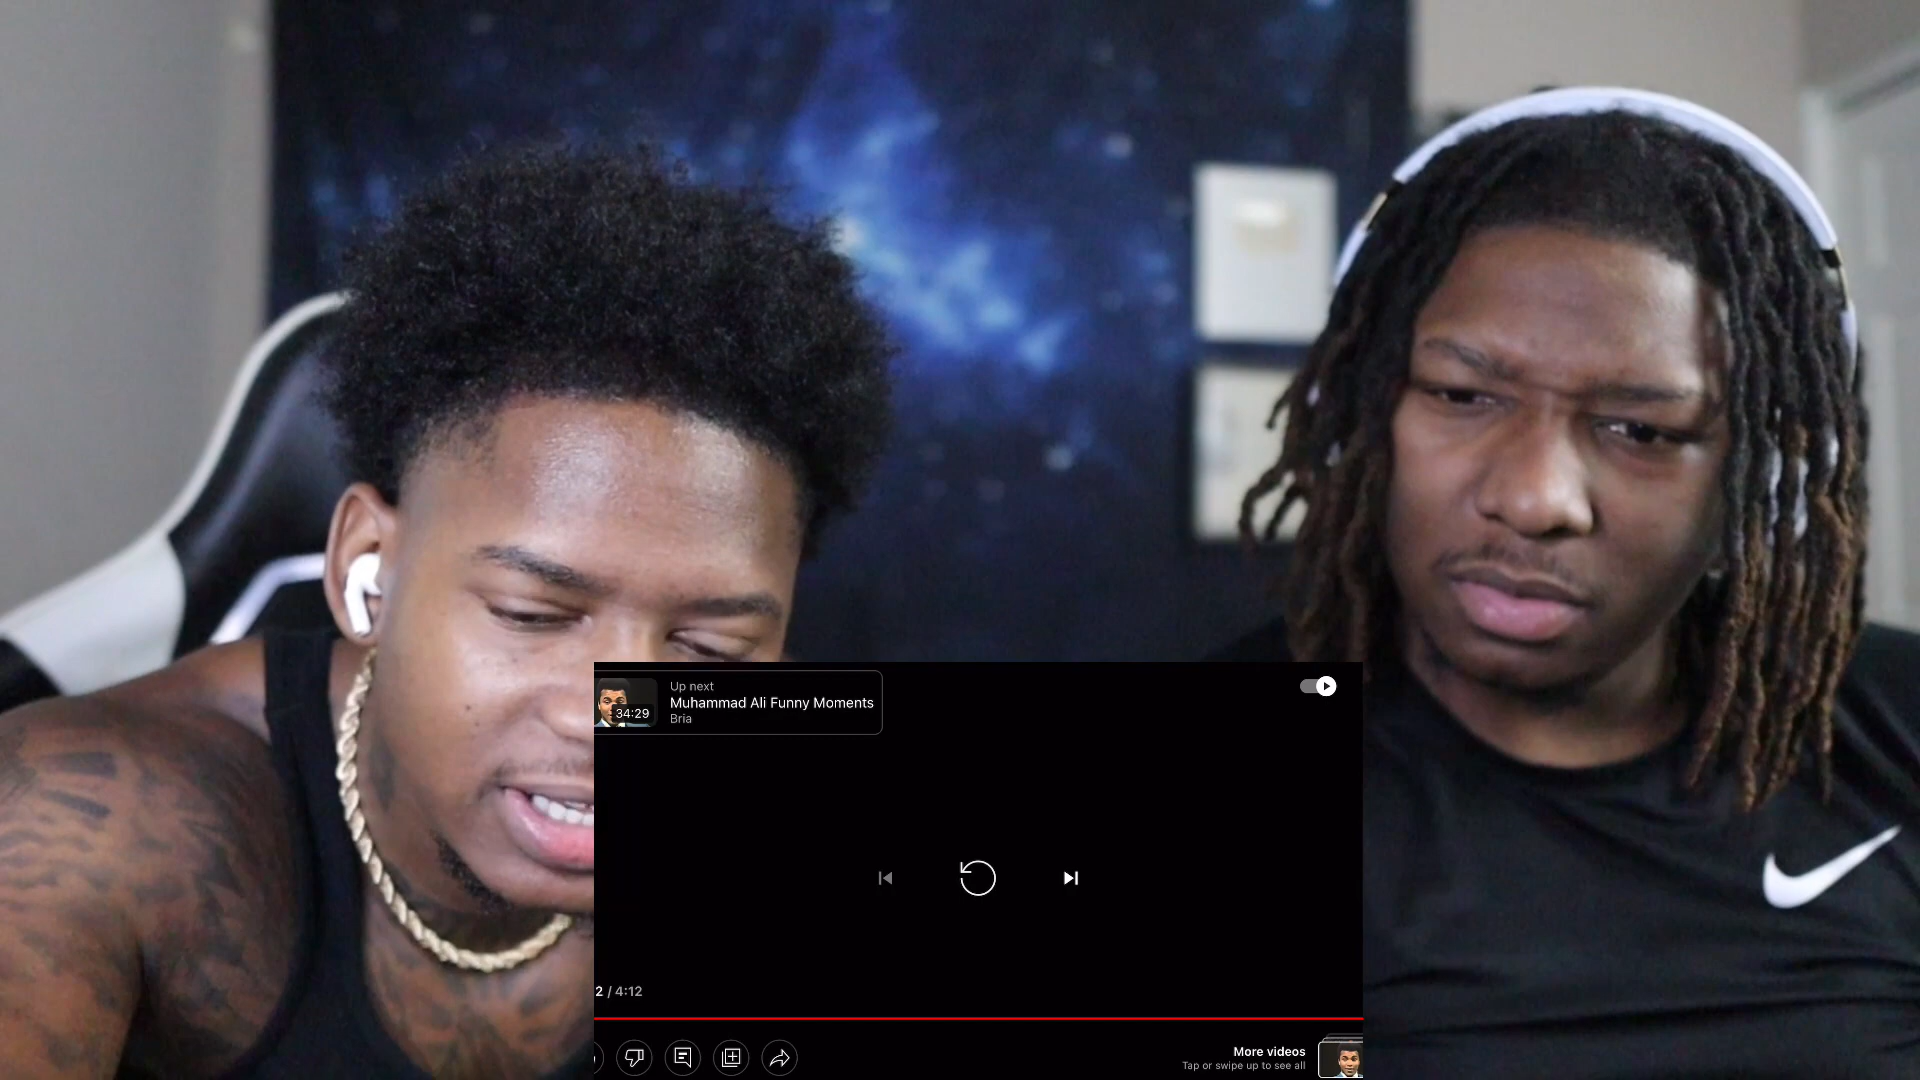 Up next
Muhammad Ali Funny Moments
34:29
Bria
2 / 4:12
More videos
Tap or swipe up to see all